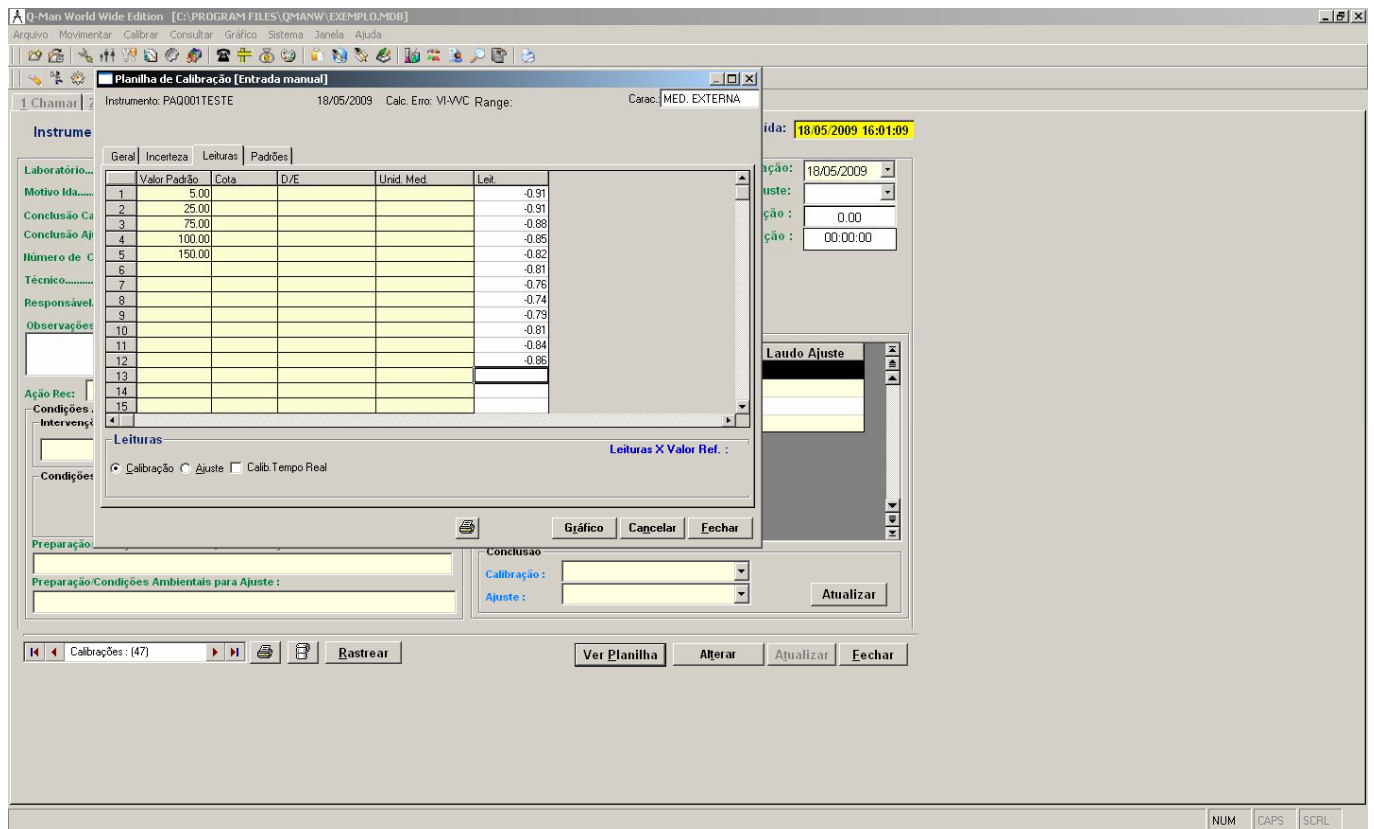 Q-Man World Wide Edition [C:\PROGRAM FILES\QMANW\EXEMPLO.MDB]
Arquivo Movimentar Calibrar Consultar Gráfico Sistema Janela Ajuda
Planilha de Calibração [Entrada manual]
1 Chamar 2
Instrumento: PAQ001TESTE 18/05/2009 Calc. Erro: VI-VVC Range: Carac.: MED. EXTERNA
Instrume
ída: 18/05/2009 16:01:09
Geral Incerteza Leituras Padrões
Laboratório...
ação: 18/05/2009
Motivo Ida.....
uste:
Conclusão Ca
ção : 0.00
Conclusão Aj
ção : 00:00:00
Número de C
Técnico.........
Responsável.
Observações
Valor Padrão Cota D/E Unid. Med. Leit.
1 5.00 -0.91
2 25.00 -0.91
3 75.00 -0.88
4 100.00 -0.85
5 150.00 -0.82
6 -0.81
7 -0.76
8 -0.74
9 -0.79
10 -0.81
11 -0.84
12 -0.86
13
14
15
Laudo Ajuste
Ação Rec:
Condições
Intervenç
Leituras
Leituras X Valor Ref. :
Calibração Ajuste Calib.Tempo Real
Condições
Gráfico Cancelar Fechar
Preparação
Conclusão
Calibração :
Preparação/Condições Ambientais para Ajuste :
Ajuste :
Atualizar
Calibrações : (47) Rastrear Ver Planilha Alterar Atualizar Fechar
NUM CAPS SCRL